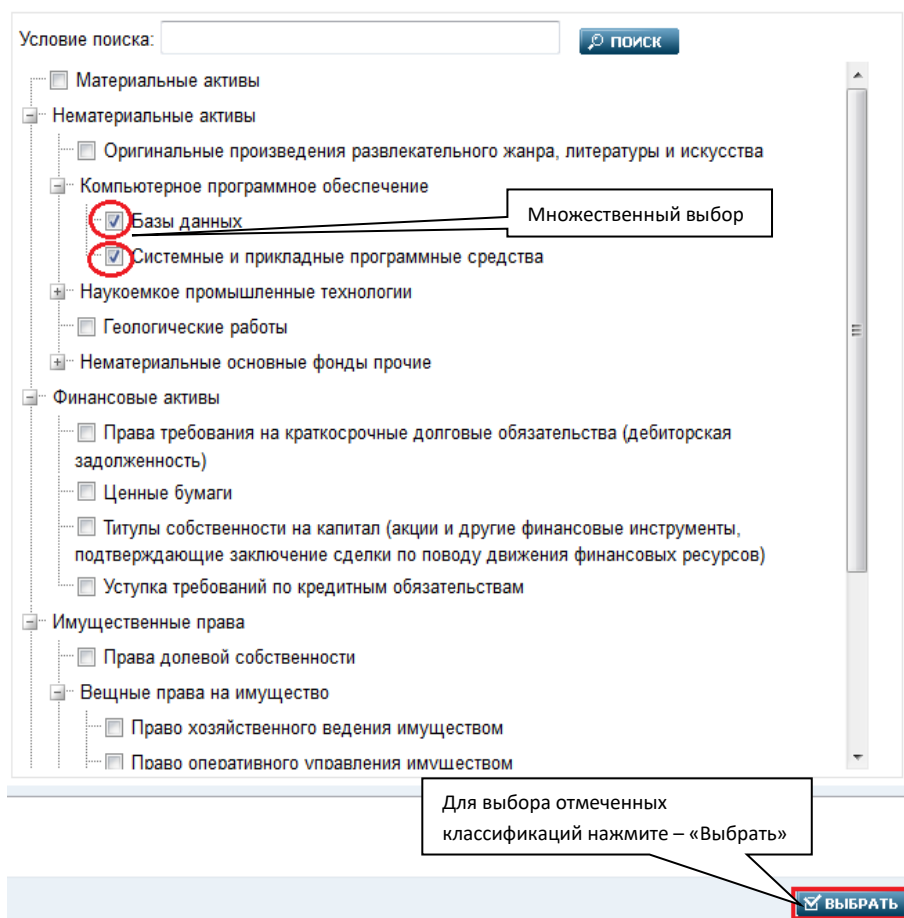 Условие поиска:
ПОИСК
Материальные активы
Нематериальные активы
Оригинальные произведения развлекательного жанра, литературы и искусства
Компьютерное программное обеспечение
Базы данных
Множественный выбор
Системные и прикладные программные средства
Наукоемкое промышленные технологии
Геологические работы
Нематериальные основные фонды прочие
Финансовые активы
Права требования на краткосрочные долговые обязательства (дебиторская
задолженность)
Ценные бумаги
Титулы собственности на капитал (акции и другие финансовые инструменты,
подтверждающие заключение сделки по поводу движения финансовых ресурсов)
Уступка требований по кредитным обязательствам
Имущественные права
Права долевой собственности
Вещные права на имущество
Право хозяйственного ведения имуществом
Право оперативного управления имуществом
Для выбора отмеченных
классификаций нажмите – «Выбрать»
ВЫБРАТЬ